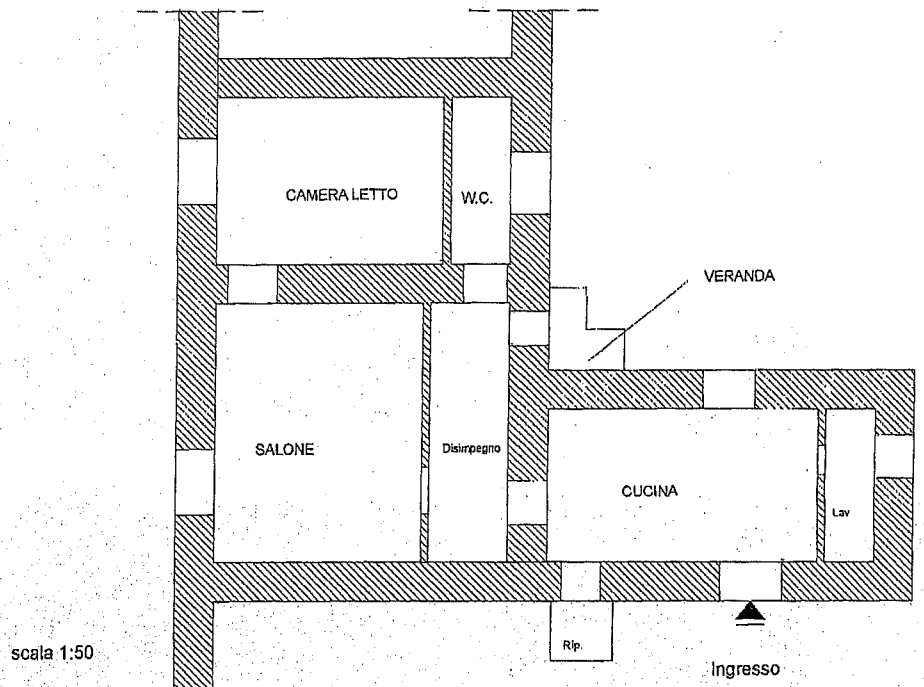 CAMERA LETTO
W.C.
VERANDA
SALONE
Disimpegno
CUCINA
Lav
Rip.
scala 1:50
Ingresso